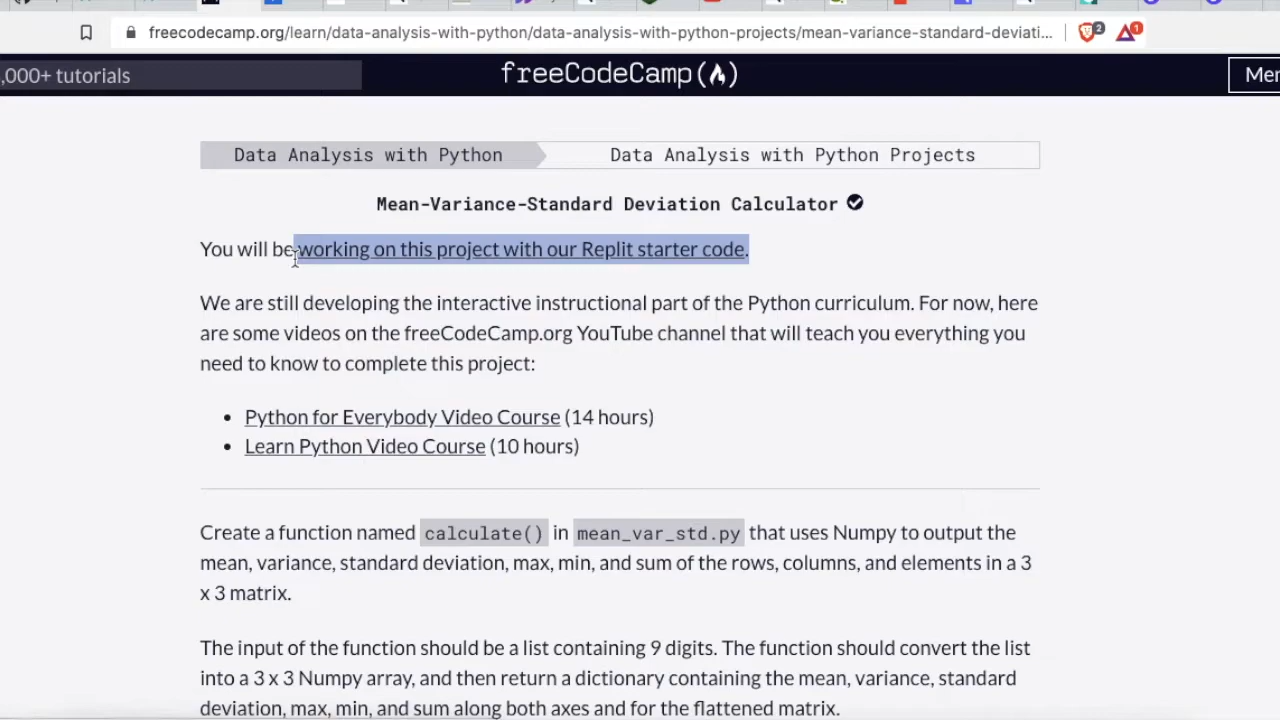 2
1
freecodecamp.org/learn/data-analysis-with-python/data-analysis-with-python-projects/mean-variance-standard-deviati...
,000+ tutorials
freeCodeCamp
Data Analysis with Python
Data Analysis with Python Projects
Mean-Variance-Standard Deviation Calculator
You will be working on this project with our Replit starter code.
We are still developing the interactive instructional part of the Python curriculum. For now, here
are some videos on the freeCodeCamp.org YouTube channel that will teach you everything you
need to know to complete this project:
• Python for Everybody Video Course (14 hours)
• Learn Python Video Course (10 hours)
Create a function named calculate() in mean_var_std.py that uses Numpy to output the
mean, variance, standard deviation, max, min, and sum of the rows, columns, and elements in a 3
x 3 matrix.
The input of the function should be a list containing 9 digits. The function should convert the list
into a 3 x 3 Numpy array, and then return a dictionary containing the mean, variance, standard
deviation, max, min, and sum along both axes and for the flattened matrix.